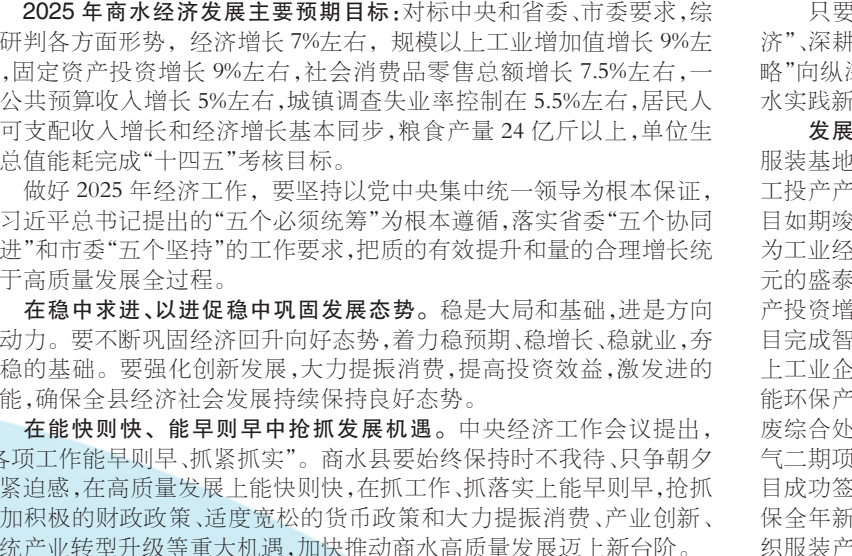 2025年商水经济发展主要预期目标:对标中央和省委、市委要求,综
研判各方面形势，经济增长7%左右，规模以上工业增加值增长9%左
,固定资产投资增长9%左右,社会消费品零售总额增长7.5%左右,一
公共预算收入增长5%左右,城镇调查失业率控制在5.5%左右,居民人
可支配收入增长和经济增长基本同步,粮食产量24亿斤以上,单位生
总值能耗完成“十四五”考核目标。
做好2025年经济工作，要坚持以党中央集中统一领导为根本保证,
习近平总书记提出的“五个必须统筹”为根本遵循,落实省委“五个协同
进”和市委“五个坚持”的工作要求,把质的有效提升和量的合理增长统
于高质量发展全过程。
在稳中求进、以进促稳中巩固发展态势。稳是大局和基础,进是方向
动力。要不断巩固经济回升向好态势,着力稳预期、稳增长、稳就业,夯
稳的基础。要强化创新发展,大力提振消费,提高投资效益,激发进的
能,确保全县经济社会发展持续保持良好态势。
在能快则快、能早则早中抢抓发展机遇。中央经济工作会议提出,
各项工作能早则早、抓紧抓实”。商水县要始终保持时不我待、只争朝夕
紧迫感,在高质量发展上能快则快,在抓工作、抓落实上能早则早,抢抓
加积极的财政政策、适度宽松的货币政策和大力提振消费、产业创新、
统产业转型升级等重大机遇,加快推动商水高质量发展迈上新台阶。
只要
济”、深耕
略”向纵深
水实践新
发展
服装基地
工投产产
目如期竣
为工业经
元的盛泰
产投资增
目完成智
上工业企
能环保产
废综合处
气二期项
目成功签
保全年新
织服装产